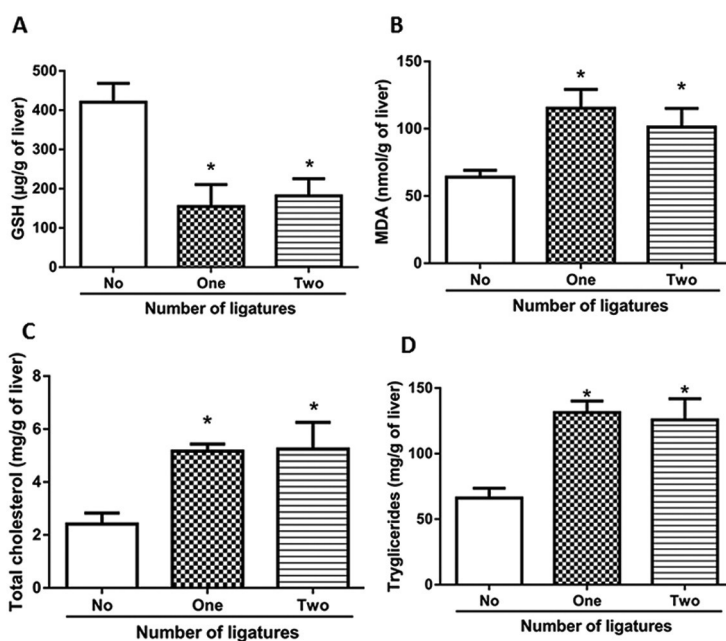 A
GSH (µg/g of liver)
500
400
300
200
100
0
*
*
No One Two
Number of ligatures
B
MDA (nmol/g of liver)
150
100
50
0
*
*
No One Two
Number of ligatures
C
Total cholesterol (mg/g of liver)
8
6
4
2
0
*
*
No One Two
Number of ligatures
D
Tryglicerides (mg/g of liver)
150
100
50
0
*
*
No One Two
Number of ligatures